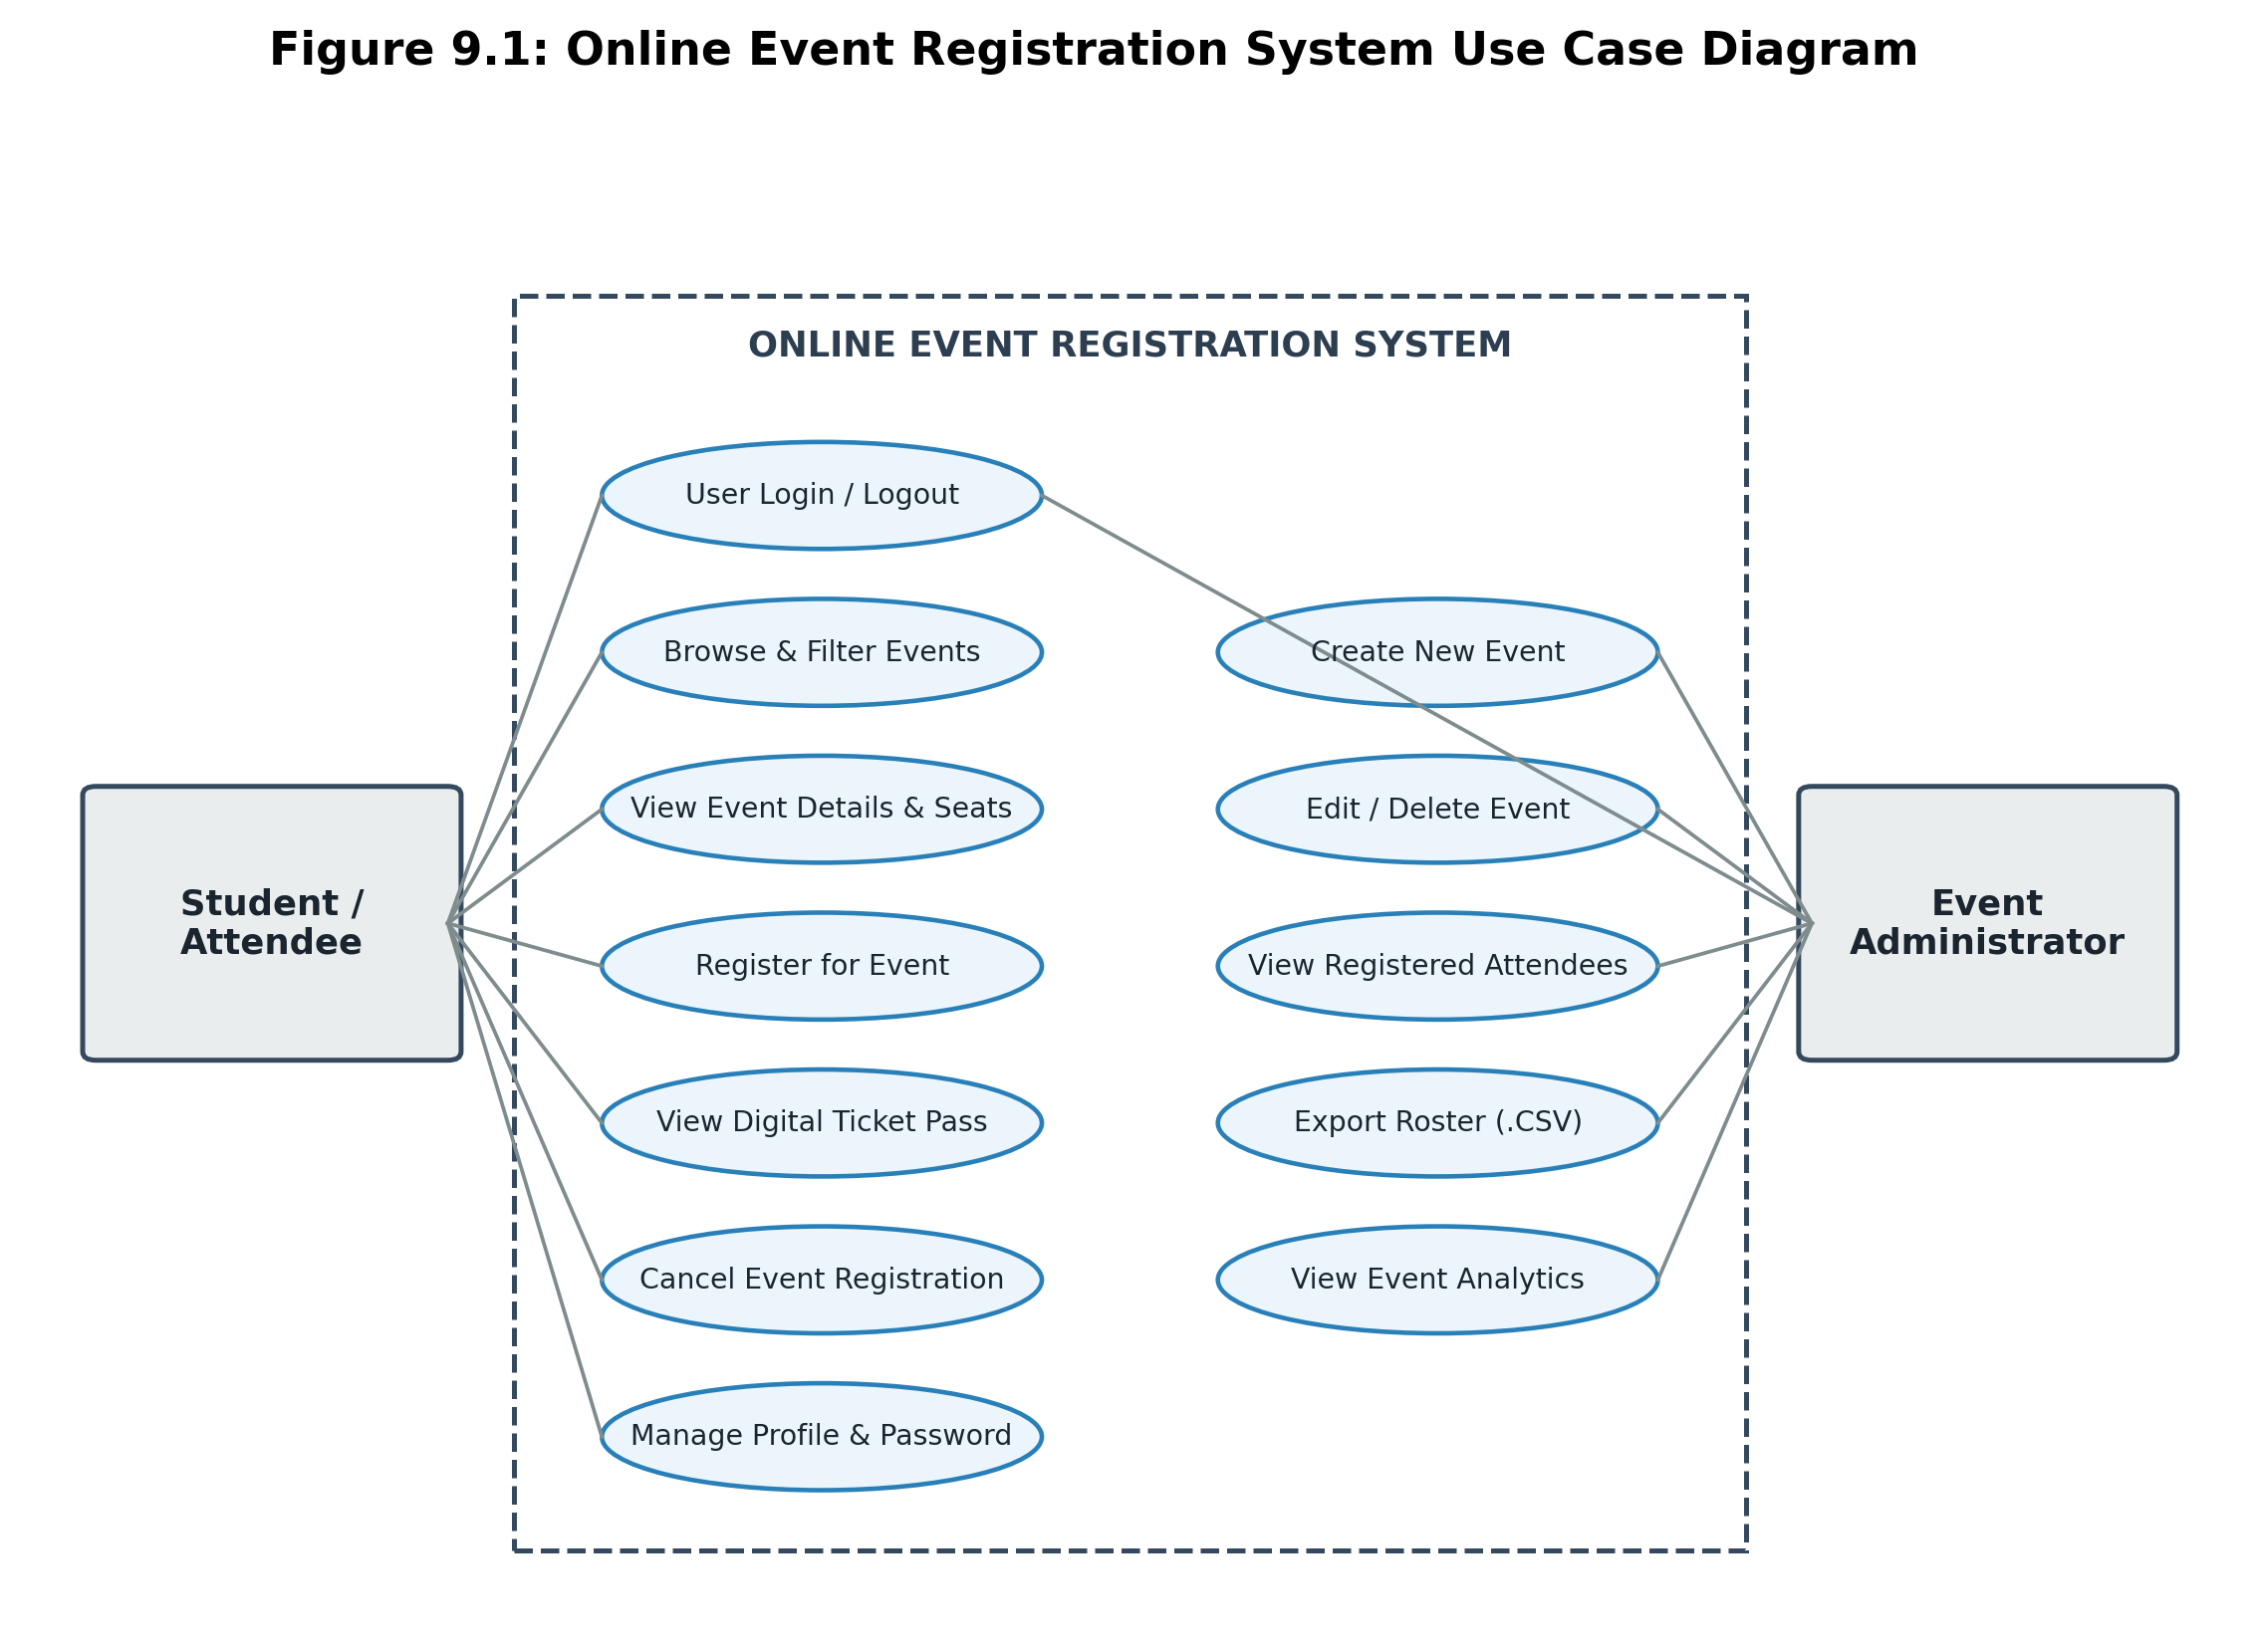 Figure 9.1: Online Event Registration System Use Case Diagram
ONLINE EVENT REGISTRATION SYSTEM
User Login / Logout
Browse & Filter Events
Create New Event
View Event Details & Seats
Edit / Delete Event
Student /
Attendee
Event
Administrator
Register for Event
View Registered Attendees
View Digital Ticket Pass
Export Roster (.CSV)
Cancel Event Registration
View Event Analytics
Manage Profile & Password